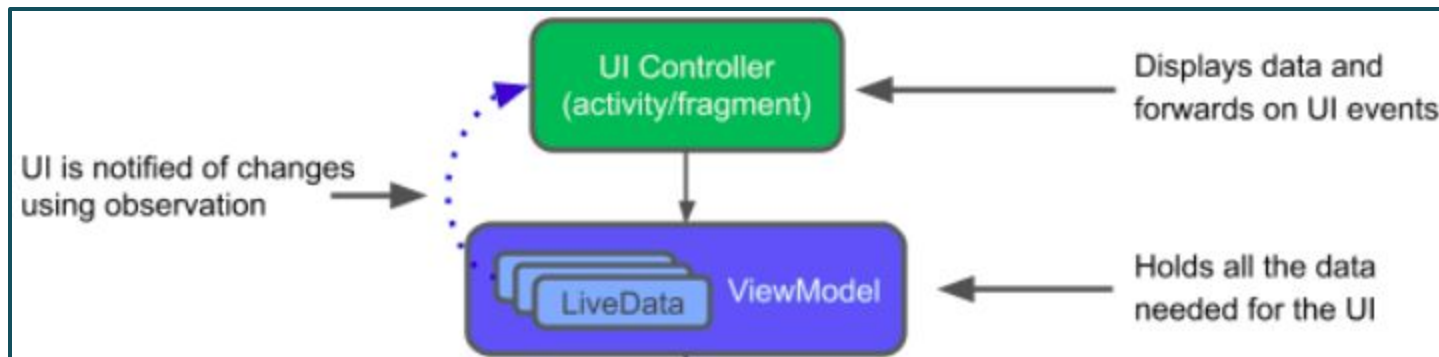 UI Controller
(activity/fragment)
Displays data and
forwards on UI events
UI is notified of changes
using observation
LiveData
ViewModel
Holds all the data
needed for the UI